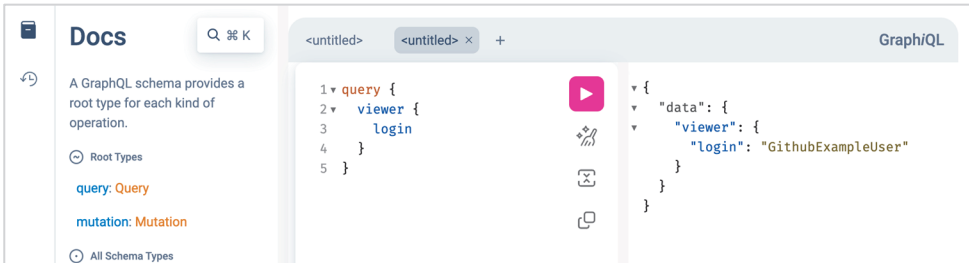 Docs
⌘ K
A GraphQL schema provides a
root type for each kind of
operation.
Root Types
query: Query
mutation: Mutation
All Schema Types
<untitled>
<untitled> ×
+
GraphiQL
1 query {
2 viewer {
3 login
4 }
5 }
{
"data": {
"viewer": {
"login": "GithubExampleUser"
}
}
}